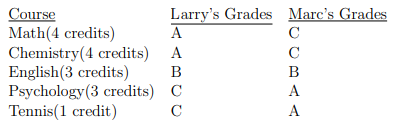 Course Larry's Grades Marc's Grades
Math(4 credits) A C
Chemistry(4 credits) A C
English(3 credits) B B
Psychology(3 credits) C A
Tennis(1 credit) C A